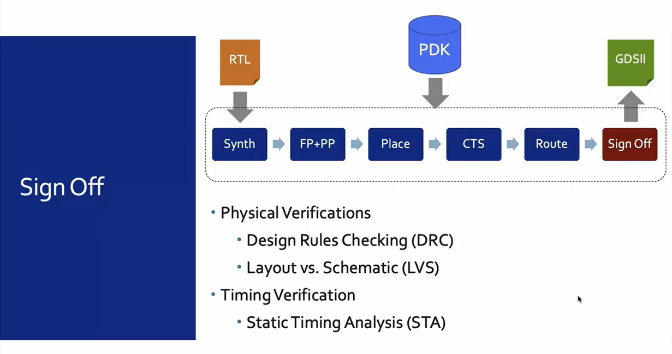 PDK
RTL
GDSII
Synth
FP+PP
Place
CTS
Route
Sign Off
Sign Off
• Physical Verifications
• Design Rules Checking (DRC)
• Layout vs. Schematic (LVS)
• Timing Verification
• Static Timing Analysis (STA)